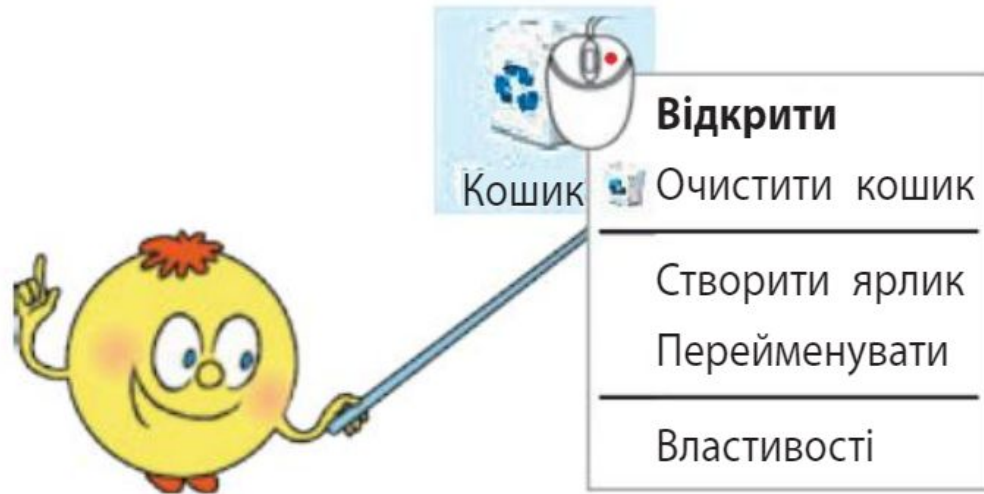 Кошик
Відкрити
Очистити кошик
Створити ярлик
Перейменувати
Властивості